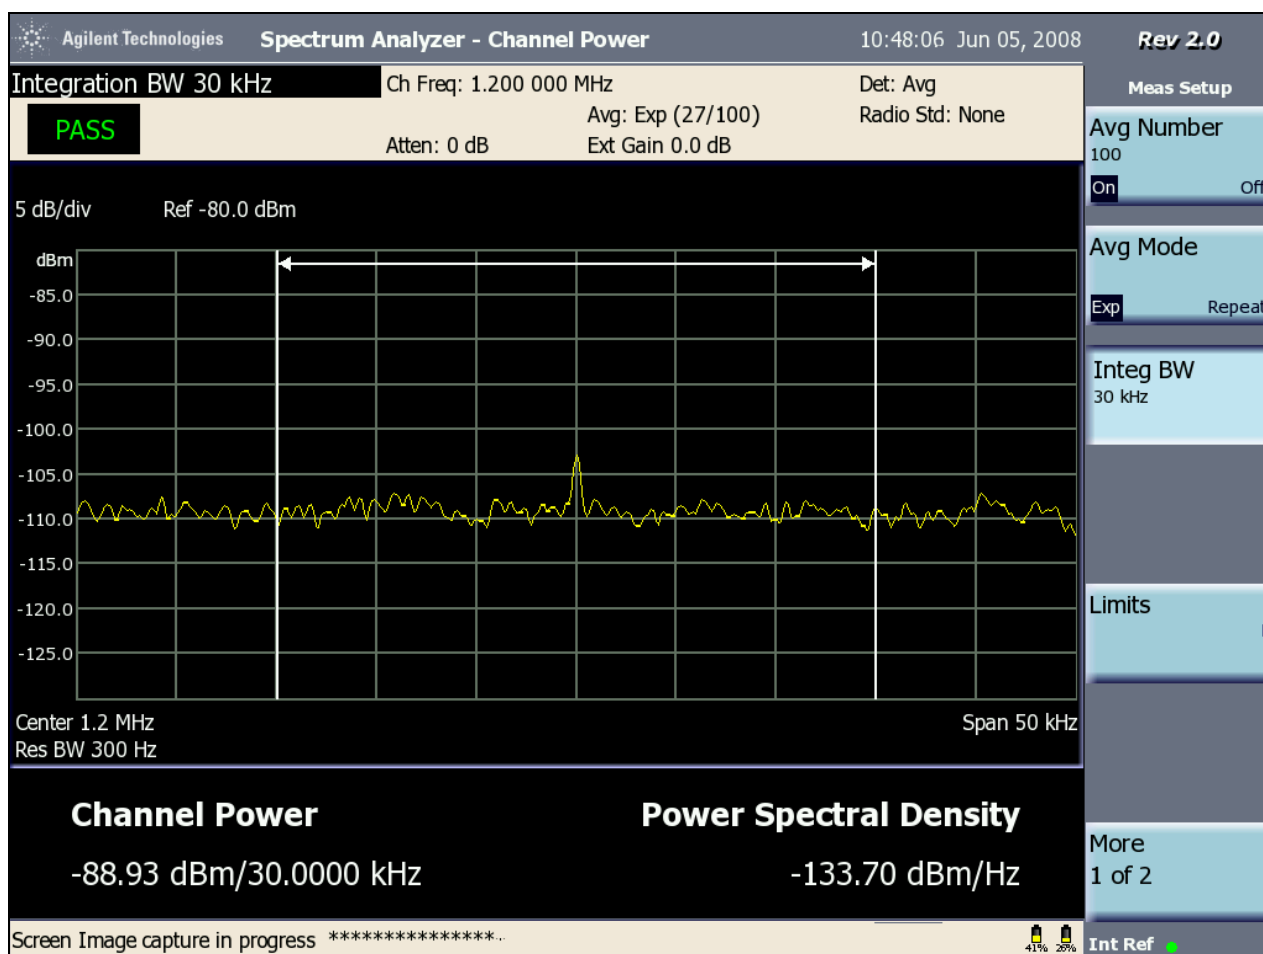 Agilent Technologies Spectrum Analyzer - Channel Power 10:48:06 Jun 05, 2008 Rev 2.0
Integration BW 30 kHz Ch Freq: 1.200 000 MHz Det: Avg
PASS Avg: Exp (27/100) Radio Std: None
Atten: 0 dB Ext Gain 0.0 dB
5 dB/div Ref -80.0 dBm
dBm
-85.0
-90.0
-95.0
-100.0
-105.0
-110.0
-115.0
-120.0
-125.0
Center 1.2 MHz Span 50 kHz
Res BW 300 Hz
Channel Power Power Spectral Density
-88.93 dBm/30.0000 kHz -133.70 dBm/Hz
Screen Image capture in progress *************** 41% 26%
Meas Setup
Avg Number
100
On Off
Avg Mode
Exp Repeat
Integ BW
30 kHz
Limits
More
1 of 2
Int Ref